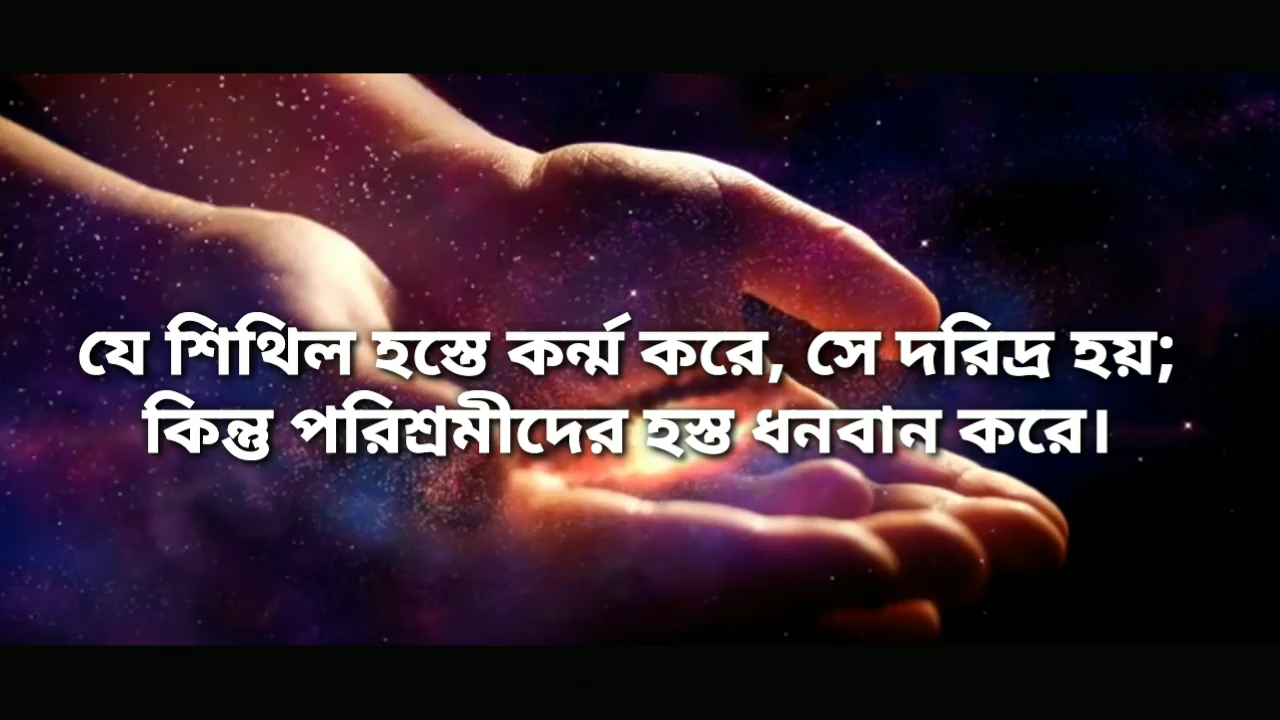 যে শিথিল হস্তে কর্ন্ম করে, সে দরিদ্র হয়;
কিন্তু পরিশ্রমীদের হস্ত ধনবান করে।